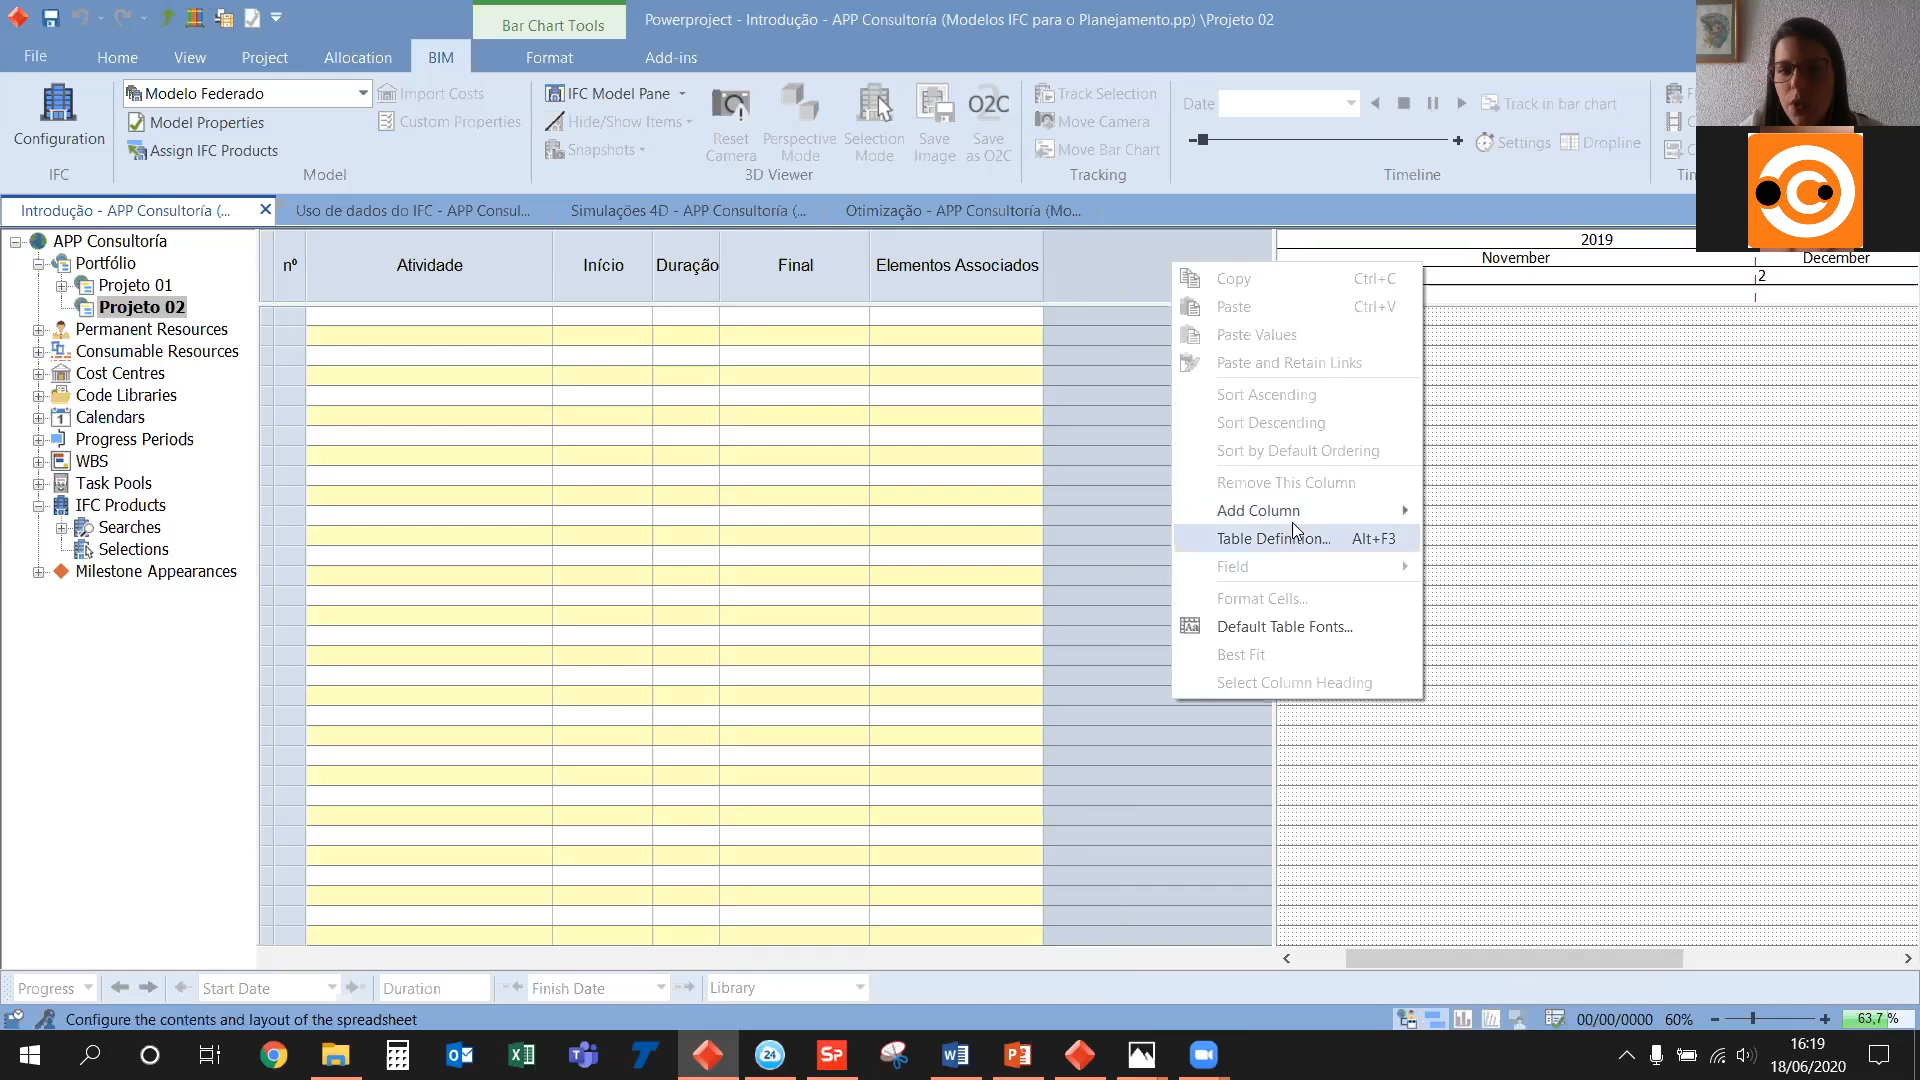 Bar Chart Tools
Powerproject - Introdução - APP Consultoría (Modelos IFC para o Planejamento.pp) \Projeto 02
File
Home
View
Project
Allocation
BIM
Format
Add-ins
Configuration
IFC
Modelo Federado
Model Properties
Assign IFC Products
Import Costs
Custom Properties
Model
IFC Model Pane
Hide/Show Items
Snapshots
Reset Camera
Perspective Mode
Selection Mode
Save Image
O2C
Save as O2C
3D Viewer
Track Selection
Move Camera
Move Bar Chart
Tracking
Date
Track in bar chart
Settings
Dropline
Timeline
Introdução - APP Consultoría (...
Uso de dados do IFC - APP Consul...
Simulações 4D - APP Consultoría (...
Otimização - APP Consultoría (Mo...
APP Consultoría
Portfólio
Projeto 01
Projeto 02
Permanent Resources
Consumable Resources
Cost Centres
Code Libraries
Calendars
Progress Periods
WBS
Task Pools
IFC Products
Searches
Selections
Milestone Appearances
nº
Atividade
Início
Duração
Final
Elementos Associados
2019
November
December
2
Copy Ctrl+C
Paste Ctrl+V
Paste Values
Paste and Retain Links
Sort Ascending
Sort Descending
Sort by Default Ordering
Remove This Column
Add Column
Table Definition... Alt+F3
Field
Format Cells...
Default Table Fonts...
Best Fit
Select Column Heading
Progress
Start Date
Duration
Finish Date
Library
Configure the contents and layout of the spreadsheet
00/00/0000
60%
63,7 %
24
SP
16:19
18/06/2020